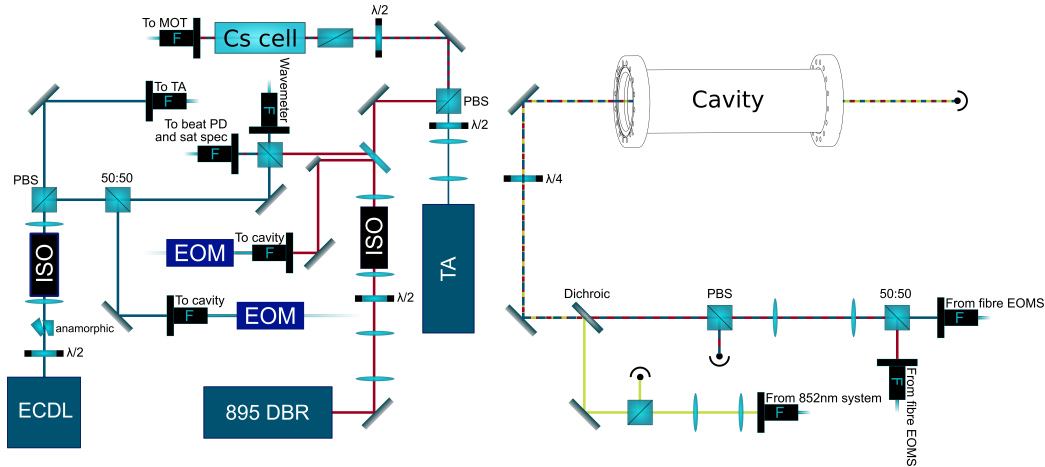 To MOT
F
Cs cell
λ/2
PBS
λ/2
Wavemeter
F
To TA
F
To beat PD
and sat spec
F
PBS
50:50
ISO
anamorphic
λ/2
ECDL
EOM
To cavity
F
To cavity
F
EOM
ISO
λ/2
895 DBR
TA
Cavity
λ/4
Dichroic
PBS
50:50
From fibre EOMS
F
F
From fibre EOMS
From 852nm system
F